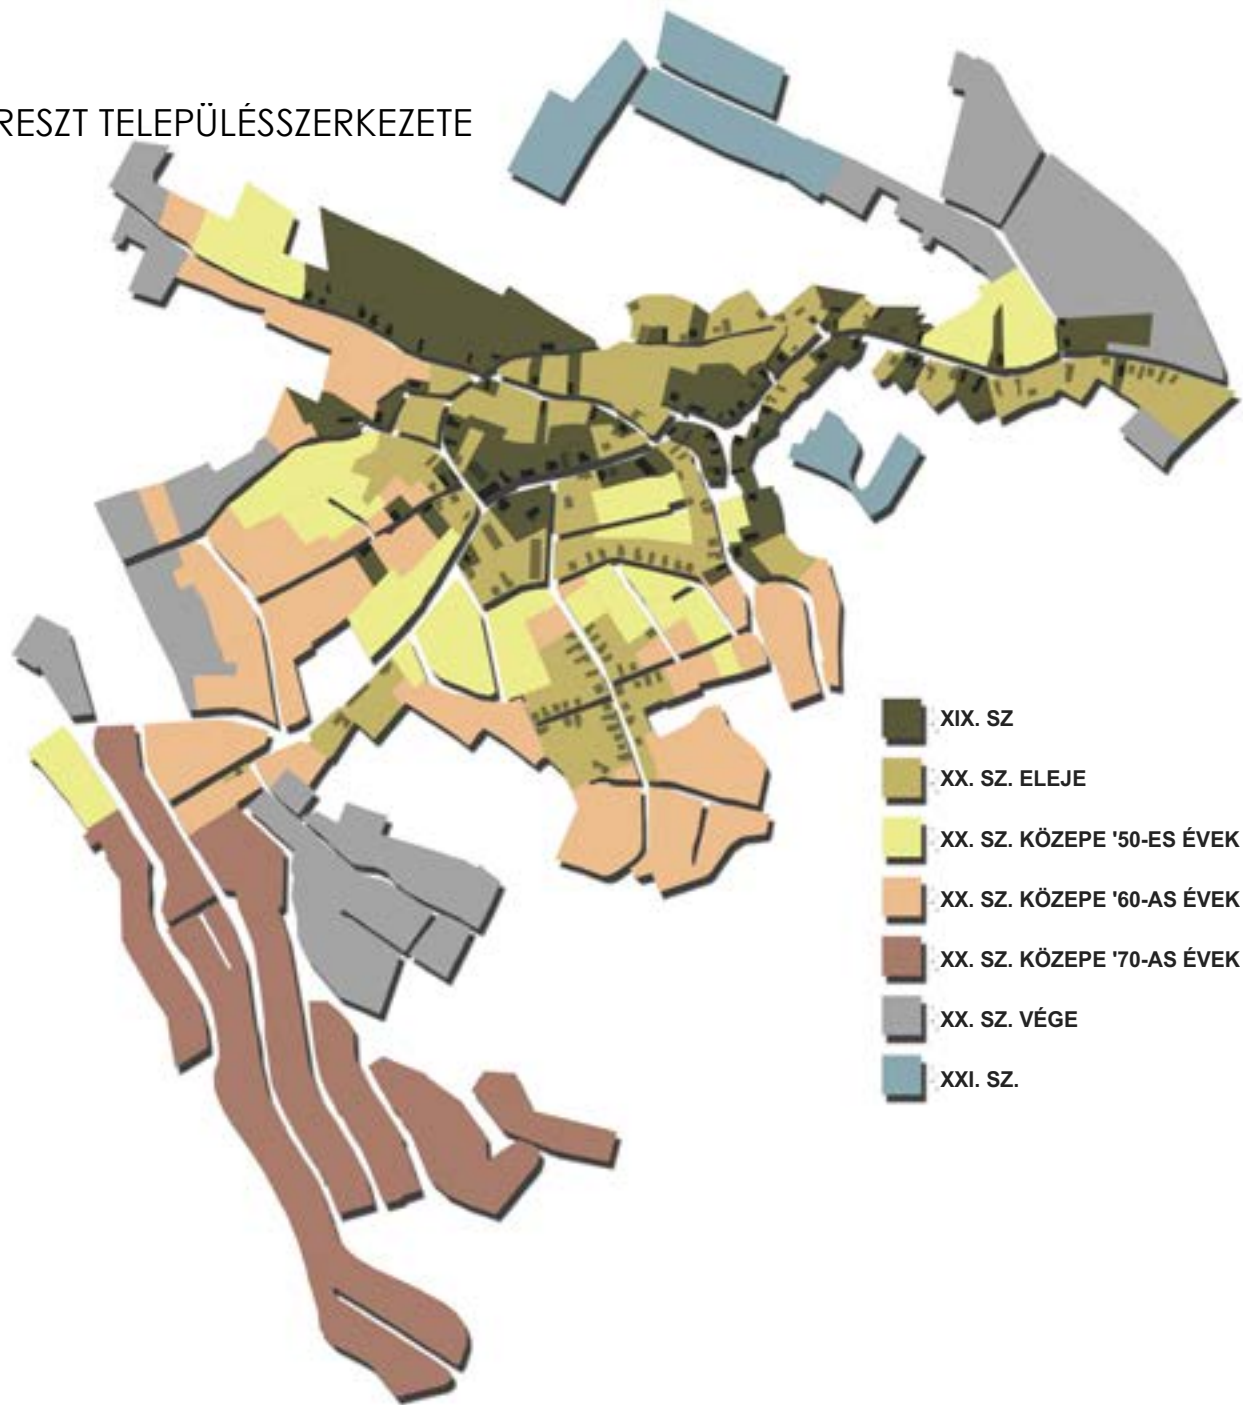 RESZT TELEPÜLÉSSZERKEZETE
XIX. SZ
XX. SZ. ELEJE
XX. SZ. KÖZEPE '50-ES ÉVEK
XX. SZ. KÖZEPE '60-AS ÉVEK
XX. SZ. KÖZEPE '70-AS ÉVEK
XX. SZ. VÉGE
XXI. SZ.